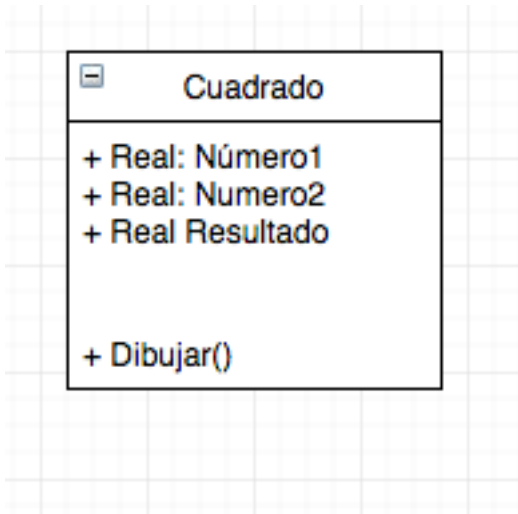 Cuadrado
+ Real: Número1
+ Real: Numero2
+ Real Resultado
+ Dibujar()